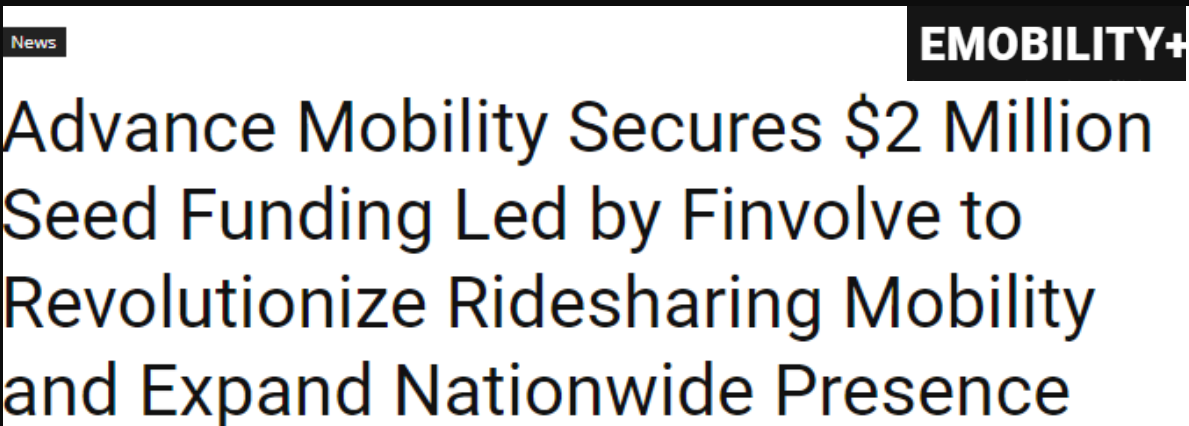 News
EMOBILITY+
Advance Mobility Secures $2 Million
Seed Funding Led by Finvolve to
Revolutionize Ridesharing Mobility
and Expand Nationwide Presence